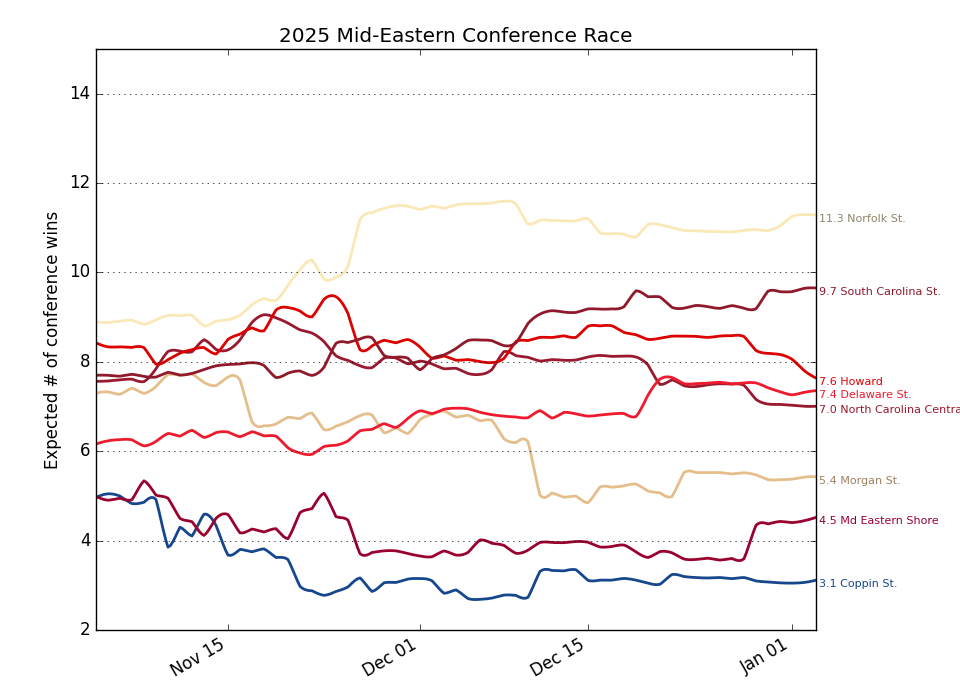 2025 Mid-Eastern Conference Race
Expected # of conference wins
14
12
10
8
6
4
2
Nov 15
Dec 01
Dec 15
Jan 01
11.3 Norfolk St.
9.7 South Carolina St.
7.6 Howard
7.4 Delaware St.
7.0 North Carolina Centra
5.4 Morgan St.
4.5 Md Eastern Shore
3.1 Coppin St.